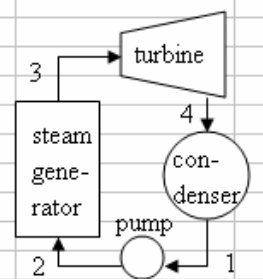 turbine
3
4
steam
gene-
rator
con-
denser
pump
2
1